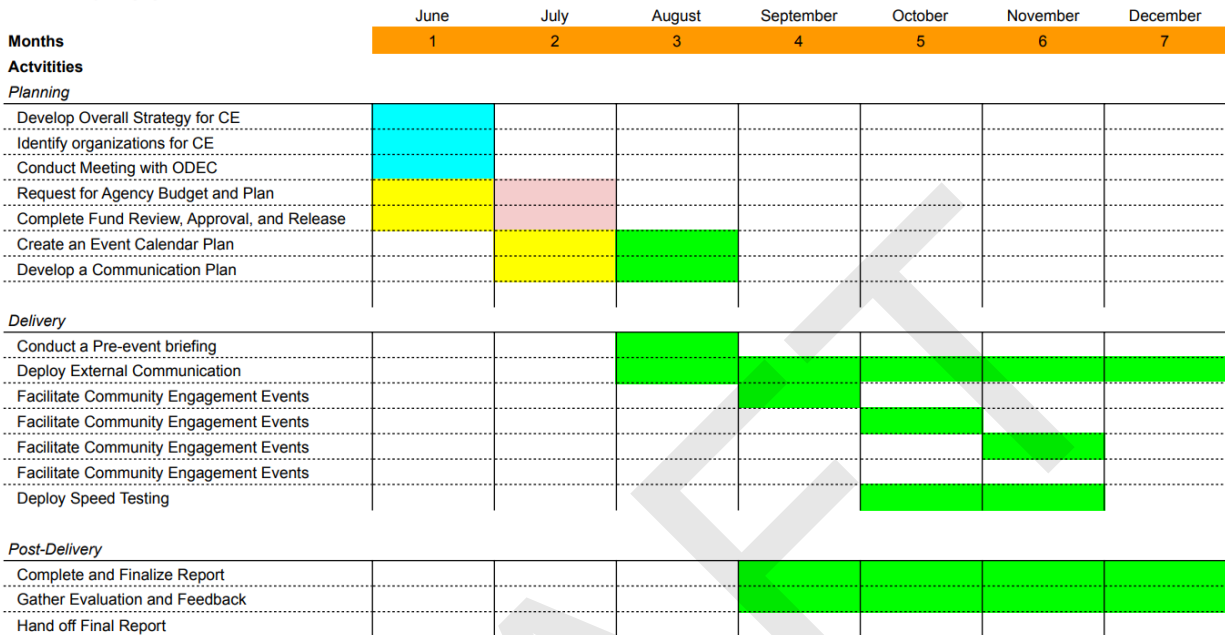 June July August September October November December
Months 1 2 3 4 5 6 7
Actvitities
Planning
Develop Overall Strategy for CE
Identify organizations for CE
Conduct Meeting with ODEC
Request for Agency Budget and Plan
Complete Fund Review, Approval, and Release
Create an Event Calendar Plan
Develop a Communication Plan
Delivery
Conduct a Pre-event briefing
Deploy External Communication
Facilitate Community Engagement Events
Facilitate Community Engagement Events
Facilitate Community Engagement Events
Facilitate Community Engagement Events
Deploy Speed Testing
Post-Delivery
Complete and Finalize Report
Gather Evaluation and Feedback
Hand off Final Report